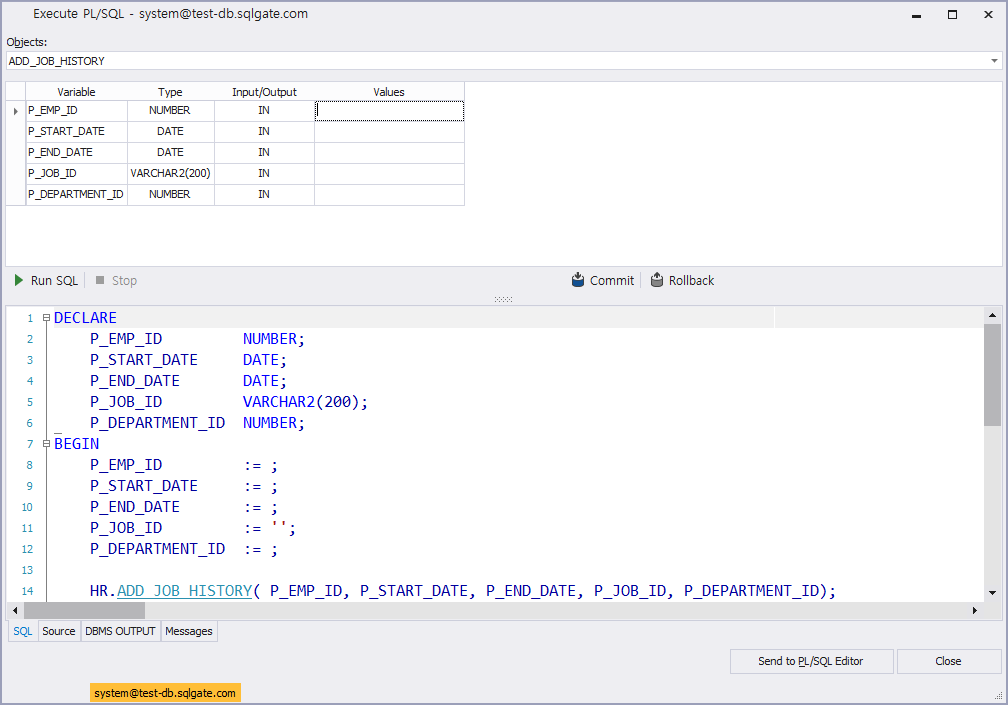 Execute PL/SQL - system@test-db.sqlgate.com
Objects:
ADD_JOB_HISTORY
Variable Type Input/Output Values
P_EMP_ID NUMBER IN
P_START_DATE DATE IN
P_END_DATE DATE IN
P_JOB_ID VARCHAR2(200) IN
P_DEPARTMENT_ID NUMBER IN
Run SQL Stop Commit Rollback
1 DECLARE
2 P_EMP_ID NUMBER;
3 P_START_DATE DATE;
4 P_END_DATE DATE;
5 P_JOB_ID VARCHAR2(200);
6 P_DEPARTMENT_ID NUMBER;
7 BEGIN
8 P_EMP_ID := ;
9 P_START_DATE := ;
10 P_END_DATE := ;
11 P_JOB_ID := '';
12 P_DEPARTMENT_ID := ;
13
14 HR.ADD_JOB_HISTORY( P_EMP_ID, P_START_DATE, P_END_DATE, P_JOB_ID, P_DEPARTMENT_ID);
SQL Source DBMS OUTPUT Messages
Send to PL/SQL Editor Close
system@test-db.sqlgate.com